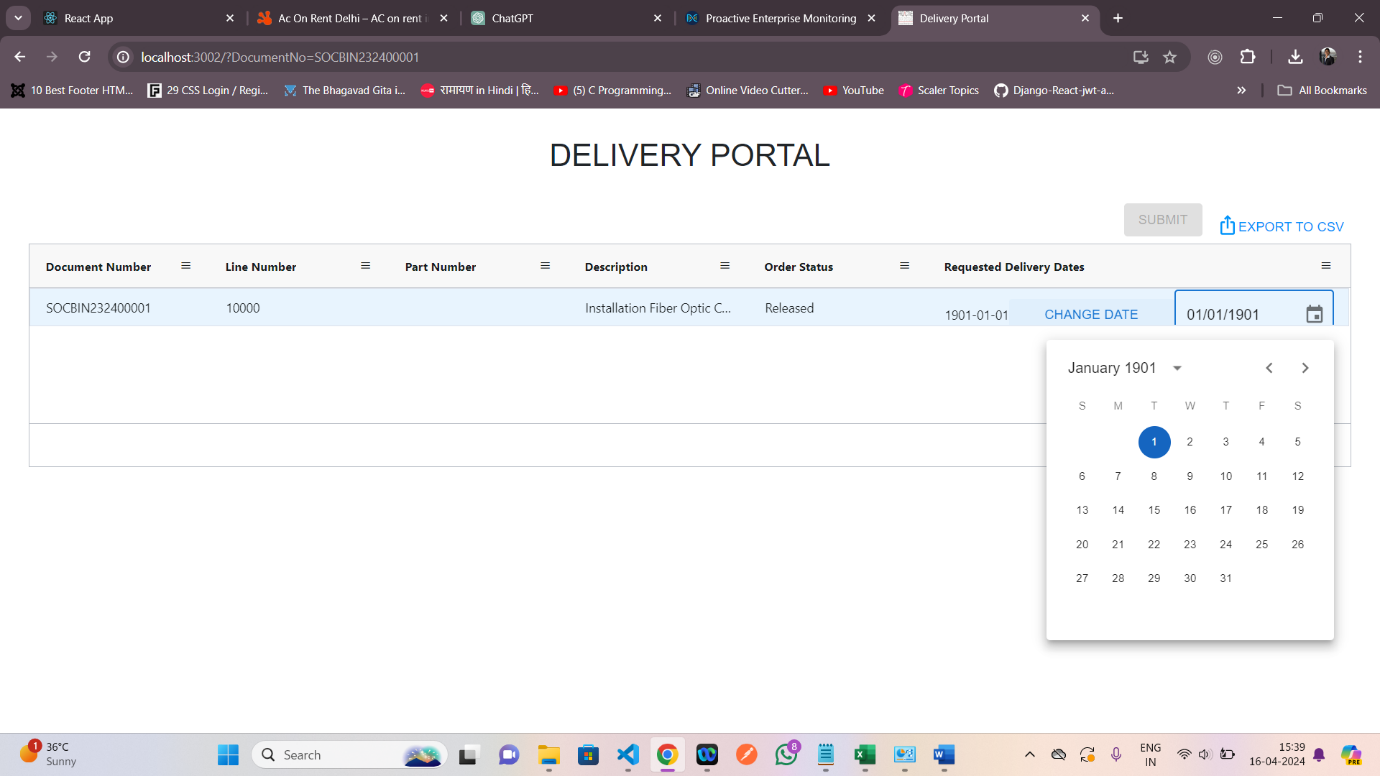 React App
Ac On Rent Delhi – AC on rent i
ChatGPT
Proactive Enterprise Monitoring
Delivery Portal
localhost:3002/?DocumentNo=SOCBIN232400001
10 Best Footer HTM...
29 CSS Login / Regi...
The Bhagavad Gita i...
रामायण in Hindi | हि...
(5) C Programming...
Online Video Cutter...
YouTube
Scaler Topics
Django-React-jwt-a...
All Bookmarks
DELIVERY PORTAL
SUBMIT
EXPORT TO CSV
Document Number Line Number Part Number Description Order Status Requested Delivery Dates
SOCBIN232400001 10000 Installation Fiber Optic C... Released 1901-01-01 CHANGE DATE 01/01/1901
January 1901
S M T W T F S
1 2 3 4 5
6 7 8 9 10 11 12
13 14 15 16 17 18 19
20 21 22 23 24 25 26
27 28 29 30 31
1
36°C
Sunny
Search
8
ENG
IN
15:39
16-04-2024
PRE